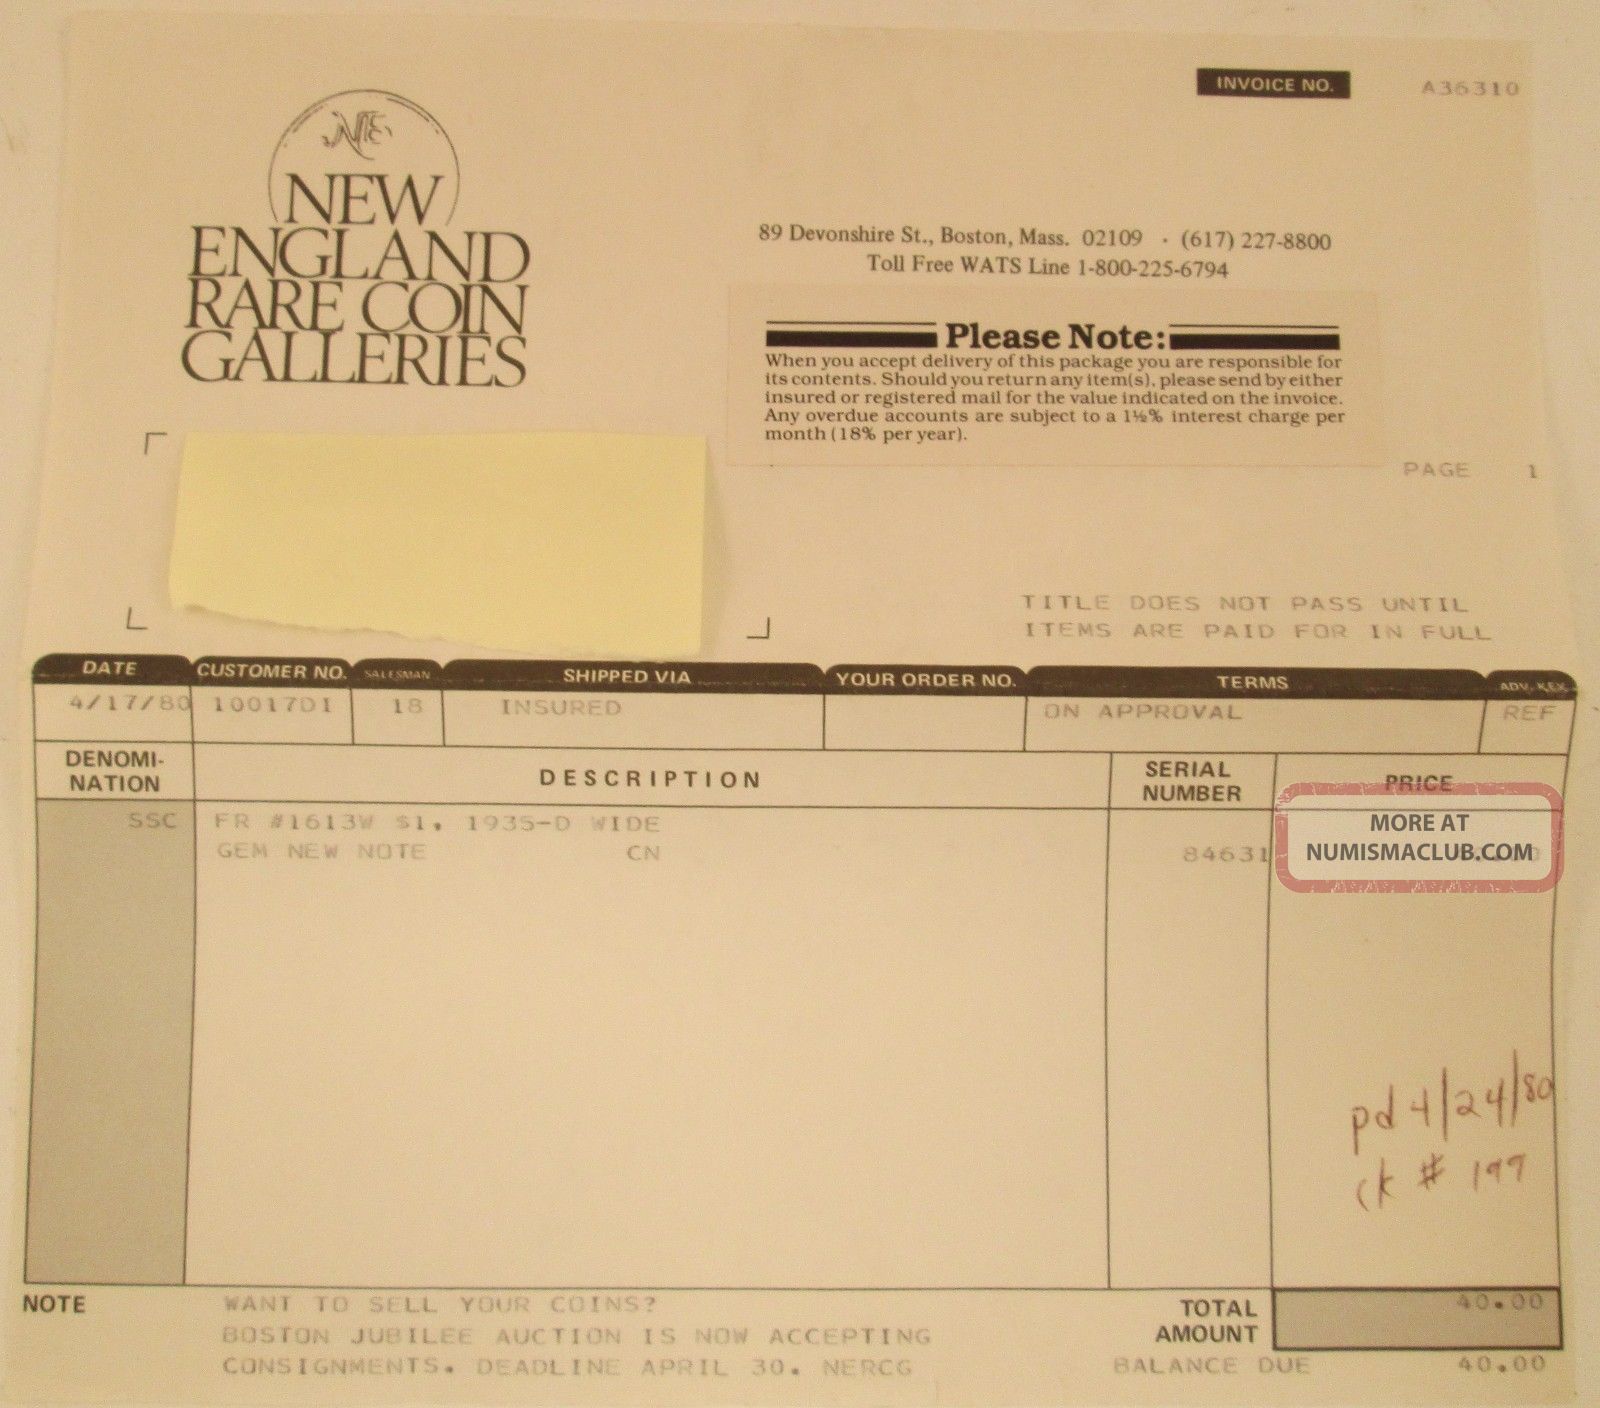 INVOICE NO. A36310
NEW
ENGLAND
RARE COIN
GALLERIES
89 Devonshire St., Boston, Mass. 02109 · (617) 227-8800
Toll Free WATS Line 1-800-225-6794
Please Note:
When you accept delivery of this package you are responsible for
its contents. Should you return any item(s), please send by either
insured or registered mail for the value indicated on the invoice.
Any overdue accounts are subject to a 1½% interest charge per
month (18% per year).
PAGE 1
TITLE DOES NOT PASS UNTIL
ITEMS ARE PAID FOR IN FULL
DATE CUSTOMER NO. SALESMAN SHIPPED VIA YOUR ORDER NO. TERMS ADV. KEY
4/17/80 10017DI 18 INSURED ON APPROVAL REF
DENOMI-
NATION DESCRIPTION SERIAL
NUMBER PRICE
SSC FR #1613W $1. 1935-D WIDE
GEM NEW NOTE CN 84631
MORE AT
NUMISMACLUB.COM
pd 4/24/80
ck # 197
NOTE WANT TO SELL YOUR COINS? TOTAL 40.00
BOSTON JUBILEE AUCTION IS NOW ACCEPTING AMOUNT
CONSIGNMENTS. DEADLINE APRIL 30. NERCG BALANCE DUE 40.00